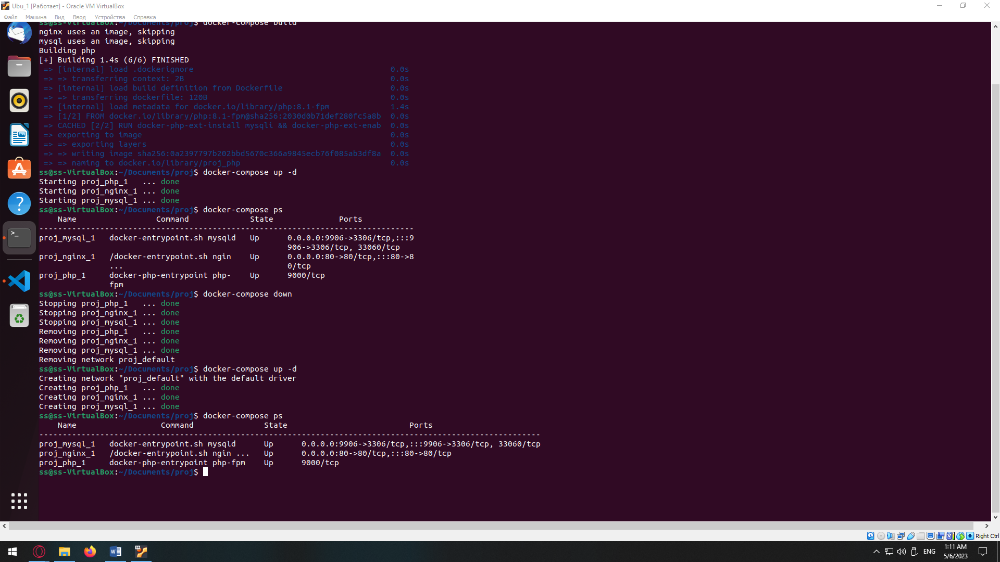 Ubu_1 [Работает] - Oracle VM VirtualBox
Файл Машина Вид Ввод Устройства Справка
ss@ss-VirtualBox:~/Documents/proj$ docker-compose build
nginx uses an image, skipping
mysql uses an image, skipping
Building php
[+] Building 1.4s (6/6) FINISHED
=> [internal] load .dockerignore 0.0s
=> => transferring context: 2B 0.0s
=> [internal] load build definition from Dockerfile 0.0s
=> => transferring dockerfile: 120B 0.0s
=> [internal] load metadata for docker.io/library/php:8.1-fpm 1.4s
=> [1/2] FROM docker.io/library/php:8.1-fpm@sha256:2030d0b71def280fc5a8b 0.0s
=> CACHED [2/2] RUN docker-php-ext-install mysqli && docker-php-ext-enab 0.0s
=> exporting to image 0.0s
=> => exporting layers 0.0s
=> => writing image sha256:0a2397797b202bbd5670c366a9845ecb76f085ab3df8a 0.0s
=> => naming to docker.io/library/proj_php 0.0s
ss@ss-VirtualBox:~/Documents/proj$ docker-compose up -d
Starting proj_php_1   ... done
Starting proj_nginx_1 ... done
Starting proj_mysql_1 ... done
ss@ss-VirtualBox:~/Documents/proj$ docker-compose ps
Name Command State Ports
--------------------------------------------------------------------------------
proj_mysql_1 docker-entrypoint.sh mysqld Up 0.0.0.0:9906->3306/tcp,:::9
906->3306/tcp, 33060/tcp
proj_nginx_1 /docker-entrypoint.sh ngin Up 0.0.0.0:80->80/tcp,:::80->8
... 0/tcp
proj_php_1 docker-php-entrypoint php- Up 9000/tcp
fpm
ss@ss-VirtualBox:~/Documents/proj$ docker-compose down
Stopping proj_php_1   ... done
Stopping proj_nginx_1 ... done
Stopping proj_mysql_1 ... done
Removing proj_php_1   ... done
Removing proj_nginx_1 ... done
Removing proj_mysql_1 ... done
Removing network proj_default
ss@ss-VirtualBox:~/Documents/proj$ docker-compose up -d
Creating network "proj_default" with the default driver
Creating proj_php_1   ... done
Creating proj_nginx_1 ... done
Creating proj_mysql_1 ... done
ss@ss-VirtualBox:~/Documents/proj$ docker-compose ps
Name Command State Ports
-----------------------------------------------------------------------------------------------------------
proj_mysql_1 docker-entrypoint.sh mysqld Up 0.0.0.0:9906->3306/tcp,:::9906->3306/tcp, 33060/tcp
proj_nginx_1 /docker-entrypoint.sh ngin ... Up 0.0.0.0:80->80/tcp,:::80->80/tcp
proj_php_1 docker-php-entrypoint php-fpm Up 9000/tcp
ss@ss-VirtualBox:~/Documents/proj$
Right Ctrl
ENG
1:11 AM
5/6/2023